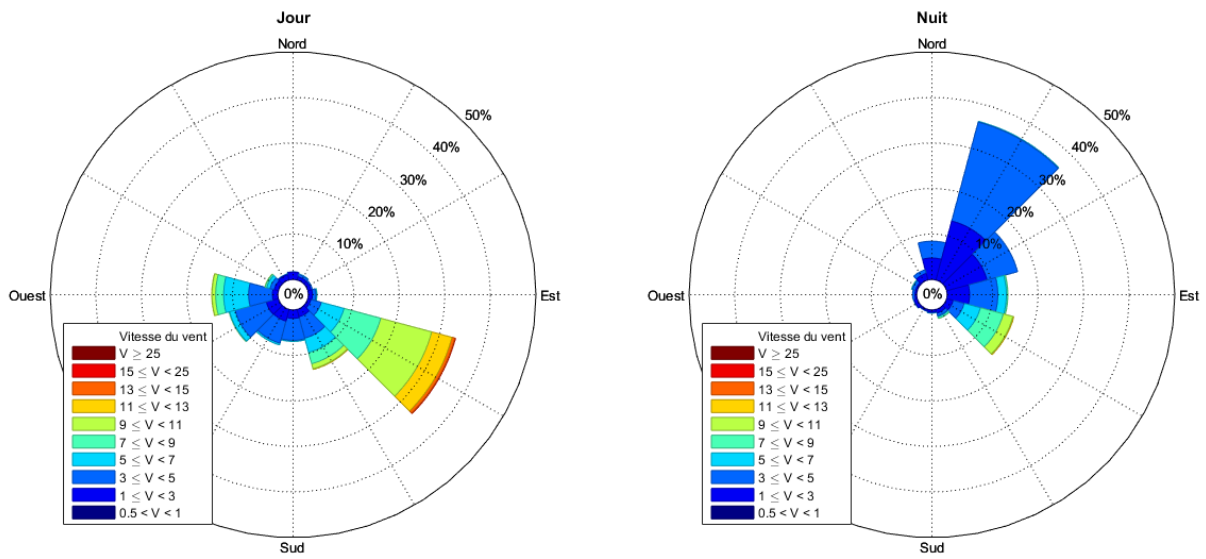 Jour
Nord
50%
40%
30%
20%
10%
0%
Ouest
Est
Sud
Vitesse du vent
V ≥ 25
15 ≤ V < 25
13 ≤ V < 15
11 ≤ V < 13
9 ≤ V < 11
7 ≤ V < 9
5 ≤ V < 7
3 ≤ V < 5
1 ≤ V < 3
0.5 < V < 1
Nuit
Nord
50%
40%
30%
20%
10%
0%
Ouest
Est
Sud
Vitesse du vent
V ≥ 25
15 ≤ V < 25
13 ≤ V < 15
11 ≤ V < 13
9 ≤ V < 11
7 ≤ V < 9
5 ≤ V < 7
3 ≤ V < 5
1 ≤ V < 3
0.5 < V < 1